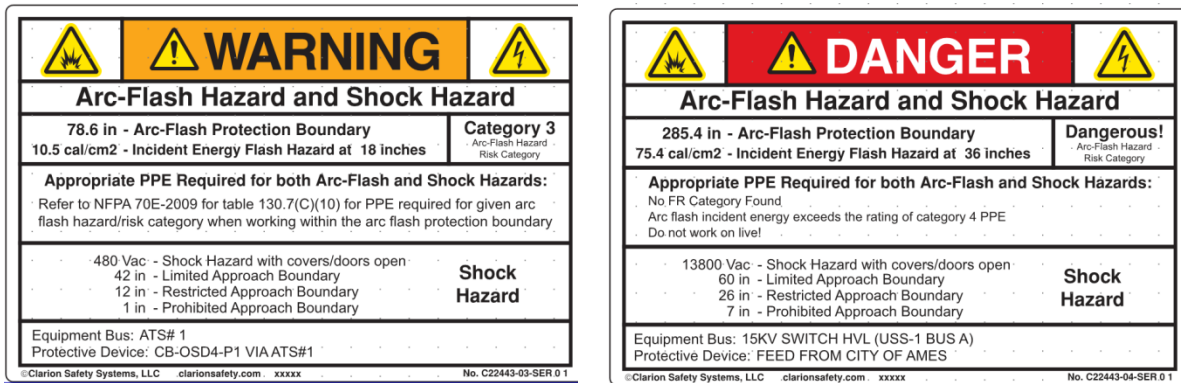 WARNING
Arc-Flash Hazard and Shock Hazard
78.6 in - Arc-Flash Protection Boundary
10.5 cal/cm2 - Incident Energy Flash Hazard at 18 inches
Category 3
Arc-Flash Hazard
Risk Category
Appropriate PPE Required for both Arc-Flash and Shock Hazards:
Refer to NFPA 70E-2009 for table 130.7(C)(10) for PPE required for given arc
flash hazard/risk category when working within the arc flash protection boundary
480 Vac - Shock Hazard with covers/doors open
42 in - Limited Approach Boundary
12 in - Restricted Approach Boundary
1 in - Prohibited Approach Boundary
Shock
Hazard
Equipment Bus: ATS# 1
Protective Device: CB-OSD4-P1 VIA ATS#1
©Clarion Safety Systems, LLC clarionsafety.com xxxxx No. C22443-03-SER 0 1
DANGER
Arc-Flash Hazard and Shock Hazard
285.4 in - Arc-Flash Protection Boundary
75.4 cal/cm2 - Incident Energy Flash Hazard at 36 inches
Dangerous!
Arc-Flash Hazard
Risk Category
Appropriate PPE Required for both Arc-Flash and Shock Hazards:
No FR Category Found
Arc flash incident energy exceeds the rating of category 4 PPE
Do not work on live!
13800 Vac - Shock Hazard with covers/doors open
60 in - Limited Approach Boundary
26 in - Restricted Approach Boundary
7 in - Prohibited Approach Boundary
Shock
Hazard
Equipment Bus: 15KV SWITCH HVL (USS-1 BUS A)
Protective Device: FEED FROM CITY OF AMES
©Clarion Safety Systems, LLC clarionsafety.com xxxxx No. C22443-04-SER 0 1